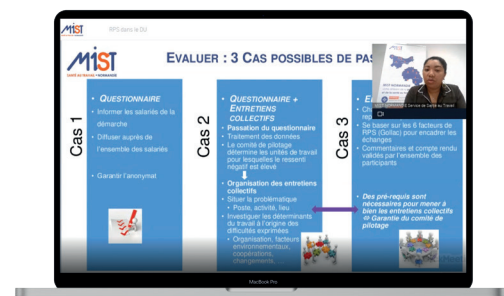 MIST
RPS dans le DU
MIST
SANTÉ AU TRAVAIL • NORMANDIE
EVALUER : 3 CAS POSSIBLES DE PAS
Cas 1
• QUESTIONNAIRE
• Informer les salariés de la démarche
• Diffuser auprès de l'ensemble des salariés
• Garantir l'anonymat
Cas 2
• QUESTIONNAIRE +
ENTRETIENS
COLLECTIFS
• Passation du questionnaire
• Traitement des données
• Le comité de pilotage
détermine les unités de travail
pour lesquelles le ressenti
négatif est élevé
• Organisation des entretiens
collectifs
• Situer le problématique
• Poste, activité, lieu
• Investiguer les déterminants
du travail à l'origine des
difficultés exprimées
• Organisation, facteurs
environnementaux,
coopérations,
changements,
Cas 3
Service de Santé au Travail
• Se baser sur les 6 facteurs de
RPS (Gollac) pour encadrer les
échanges
• Commentaires et compte rendu
validés par l'ensemble des
participants
Des pré-requis sont
nécessaires pour mener à
bien les entretiens collectifs
⇔ Garantie du comité de
pilotage
MacBook Pro